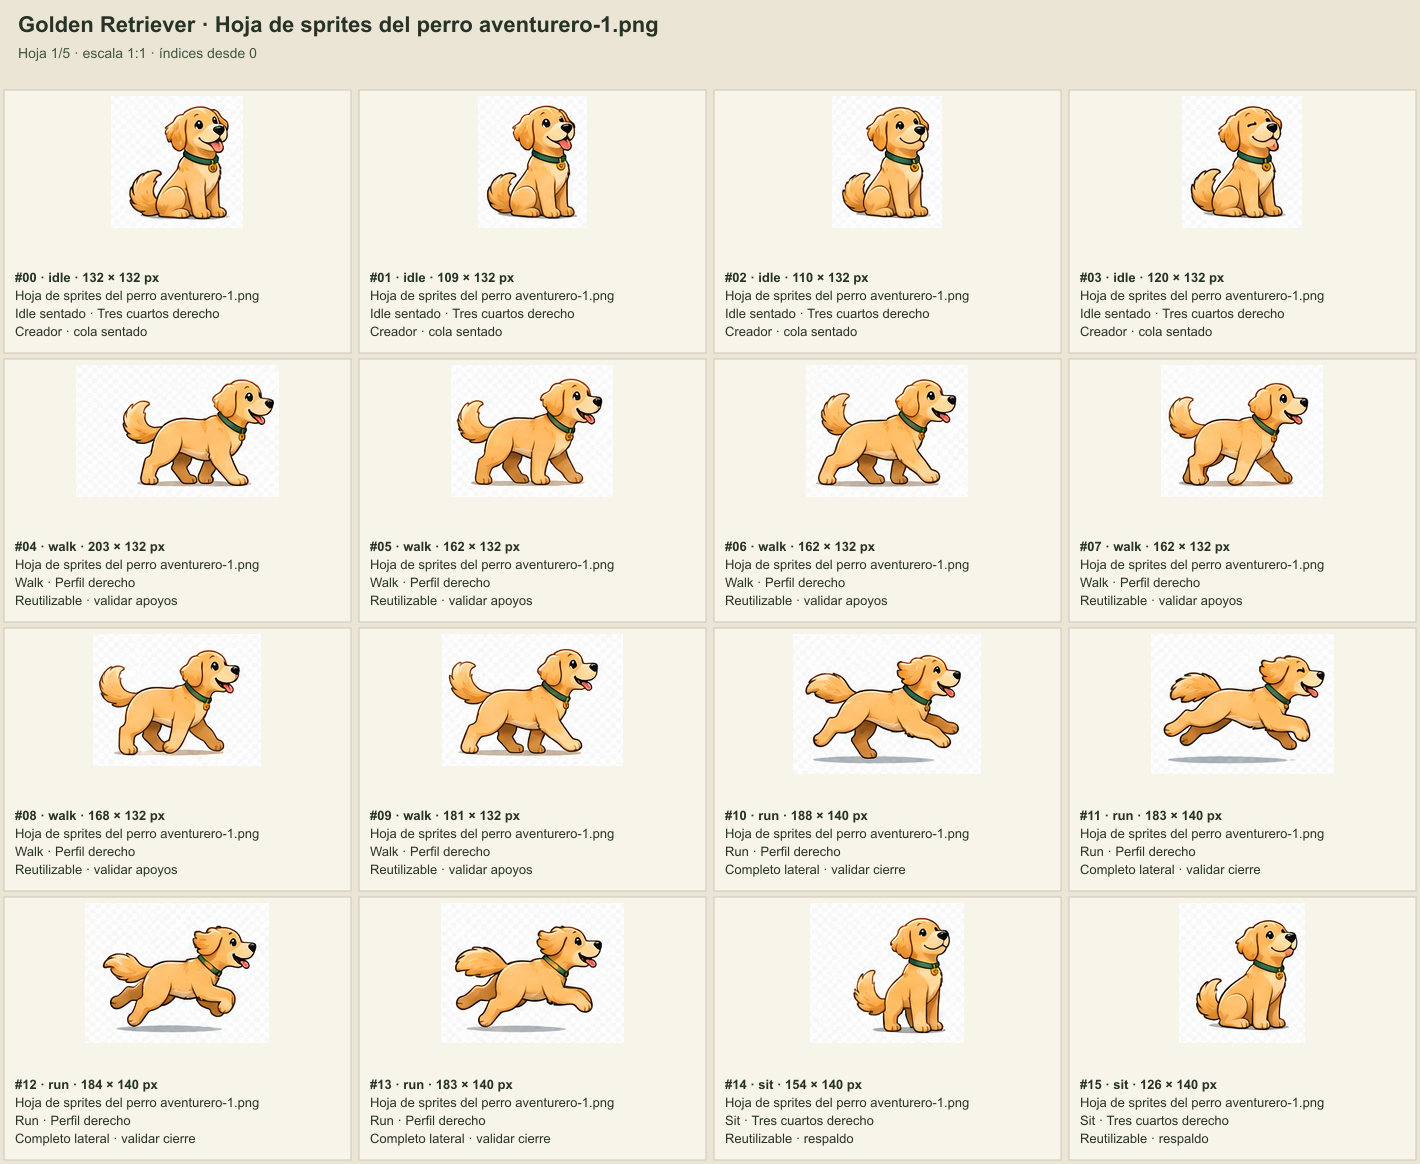 Golden Retriever · Hoja de sprites del perro aventurero-1.png
Hoja 1/5 · escala 1:1 · índices desde 0
#00 · idle · 132 × 132 px
Hoja de sprites del perro aventurero-1.png
Idle sentado · Tres cuartos derecho
Creador · cola sentado
#01 · idle · 109 × 132 px
Hoja de sprites del perro aventurero-1.png
Idle sentado · Tres cuartos derecho
Creador · cola sentado
#02 · idle · 110 × 132 px
Hoja de sprites del perro aventurero-1.png
Idle sentado · Tres cuartos derecho
Creador · cola sentado
#03 · idle · 120 × 132 px
Hoja de sprites del perro aventurero-1.png
Idle sentado · Tres cuartos derecho
Creador · cola sentado
#04 · walk · 203 × 132 px
Hoja de sprites del perro aventurero-1.png
Walk · Perfil derecho
Reutilizable · validar apoyos
#05 · walk · 162 × 132 px
Hoja de sprites del perro aventurero-1.png
Walk · Perfil derecho
Reutilizable · validar apoyos
#06 · walk · 162 × 132 px
Hoja de sprites del perro aventurero-1.png
Walk · Perfil derecho
Reutilizable · validar apoyos
#07 · walk · 162 × 132 px
Hoja de sprites del perro aventurero-1.png
Walk · Perfil derecho
Reutilizable · validar apoyos
#08 · walk · 168 × 132 px
Hoja de sprites del perro aventurero-1.png
Walk · Perfil derecho
Reutilizable · validar apoyos
#09 · walk · 181 × 132 px
Hoja de sprites del perro aventurero-1.png
Walk · Perfil derecho
Reutilizable · validar apoyos
#10 · run · 188 × 140 px
Hoja de sprites del perro aventurero-1.png
Run · Perfil derecho
Completo lateral · validar cierre
#11 · run · 183 × 140 px
Hoja de sprites del perro aventurero-1.png
Run · Perfil derecho
Completo lateral · validar cierre
#12 · run · 184 × 140 px
Hoja de sprites del perro aventurero-1.png
Run · Perfil derecho
Completo lateral · validar cierre
#13 · run · 183 × 140 px
Hoja de sprites del perro aventurero-1.png
Run · Perfil derecho
Completo lateral · validar cierre
#14 · sit · 154 × 140 px
Hoja de sprites del perro aventurero-1.png
Sit · Tres cuartos derecho
Reutilizable · respaldo
#15 · sit · 126 × 140 px
Hoja de sprites del perro aventurero-1.png
Sit · Tres cuartos derecho
Reutilizable · respaldo